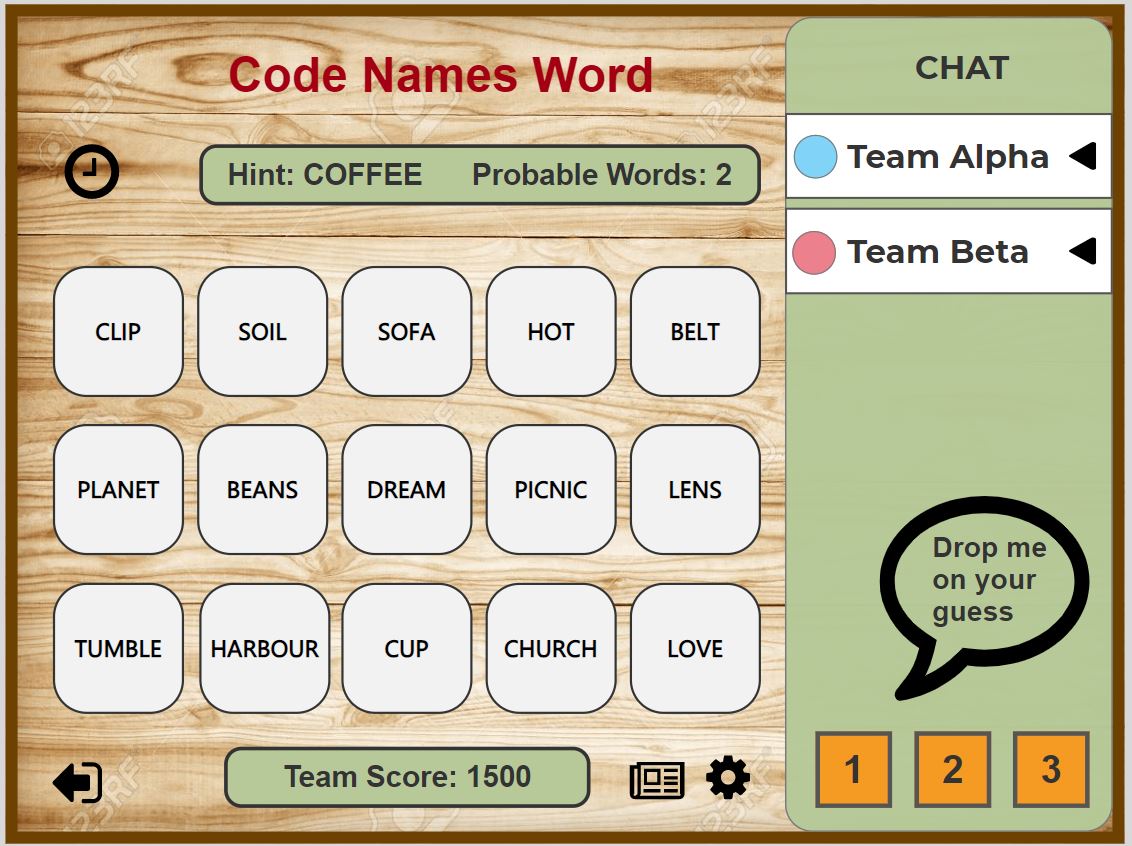 Code Names Word
Hint: COFFEE Probable Words: 2
CLIP SOIL SOFA HOT BELT
PLANET BEANS DREAM PICNIC LENS
TUMBLE HARBOUR CUP CHURCH LOVE
Team Score: 1500
CHAT
Team Alpha
Team Beta
Drop me
on your
guess
1 2 3
123RF